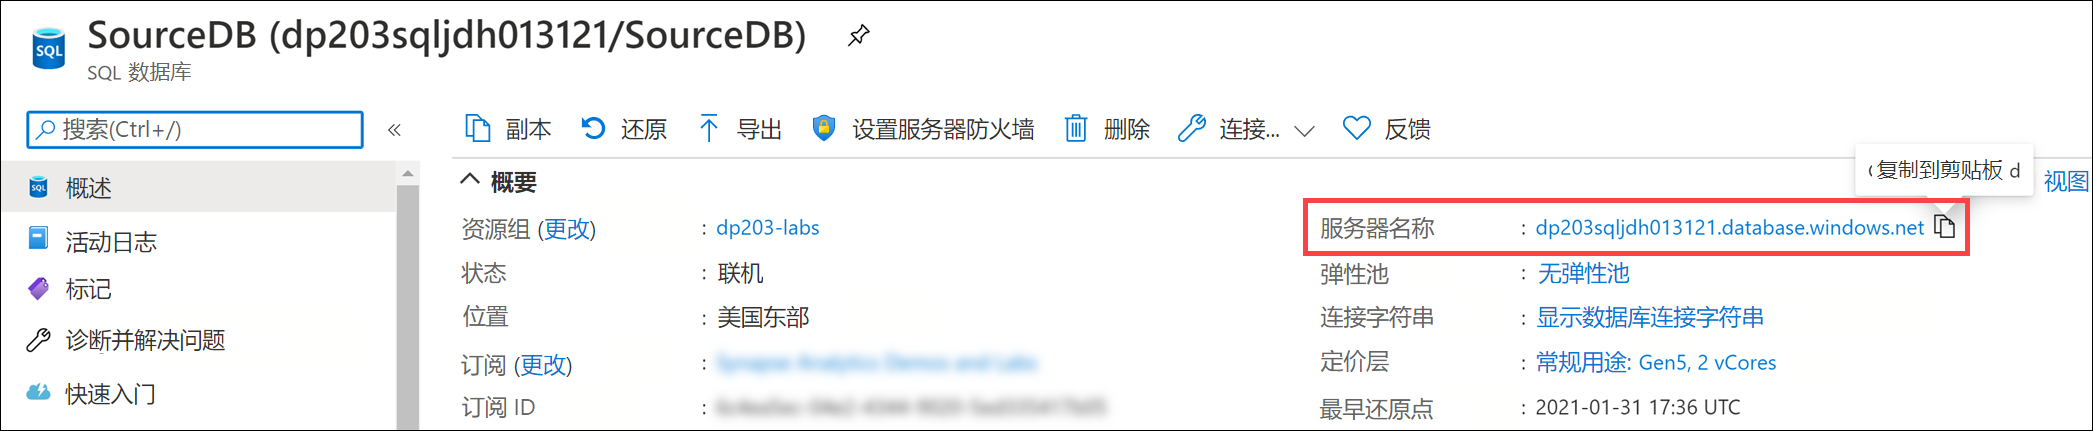 SourceDB (dp203sqljdh013121/SourceDB)
SQL
SQL 数据库
搜索(Ctrl+/)
«
副本
还原
导出
设置服务器防火墙
删除
连接...
反馈
复制到剪贴板 d
视图
SQL 概述
活动日志
标记
诊断并解决问题
快速入门
概要
资源组 (更改) : dp203-labs
状态 : 联机
位置 : 美国东部
订阅 (更改) :
订阅 ID :
服务器名称 : dp203sqljdh013121.database.windows.net
弹性池 : 无弹性池
连接字符串 : 显示数据库连接字符串
定价层 : 常规用途: Gen5, 2 vCores
最早还原点 : 2021-01-31 17:36 UTC